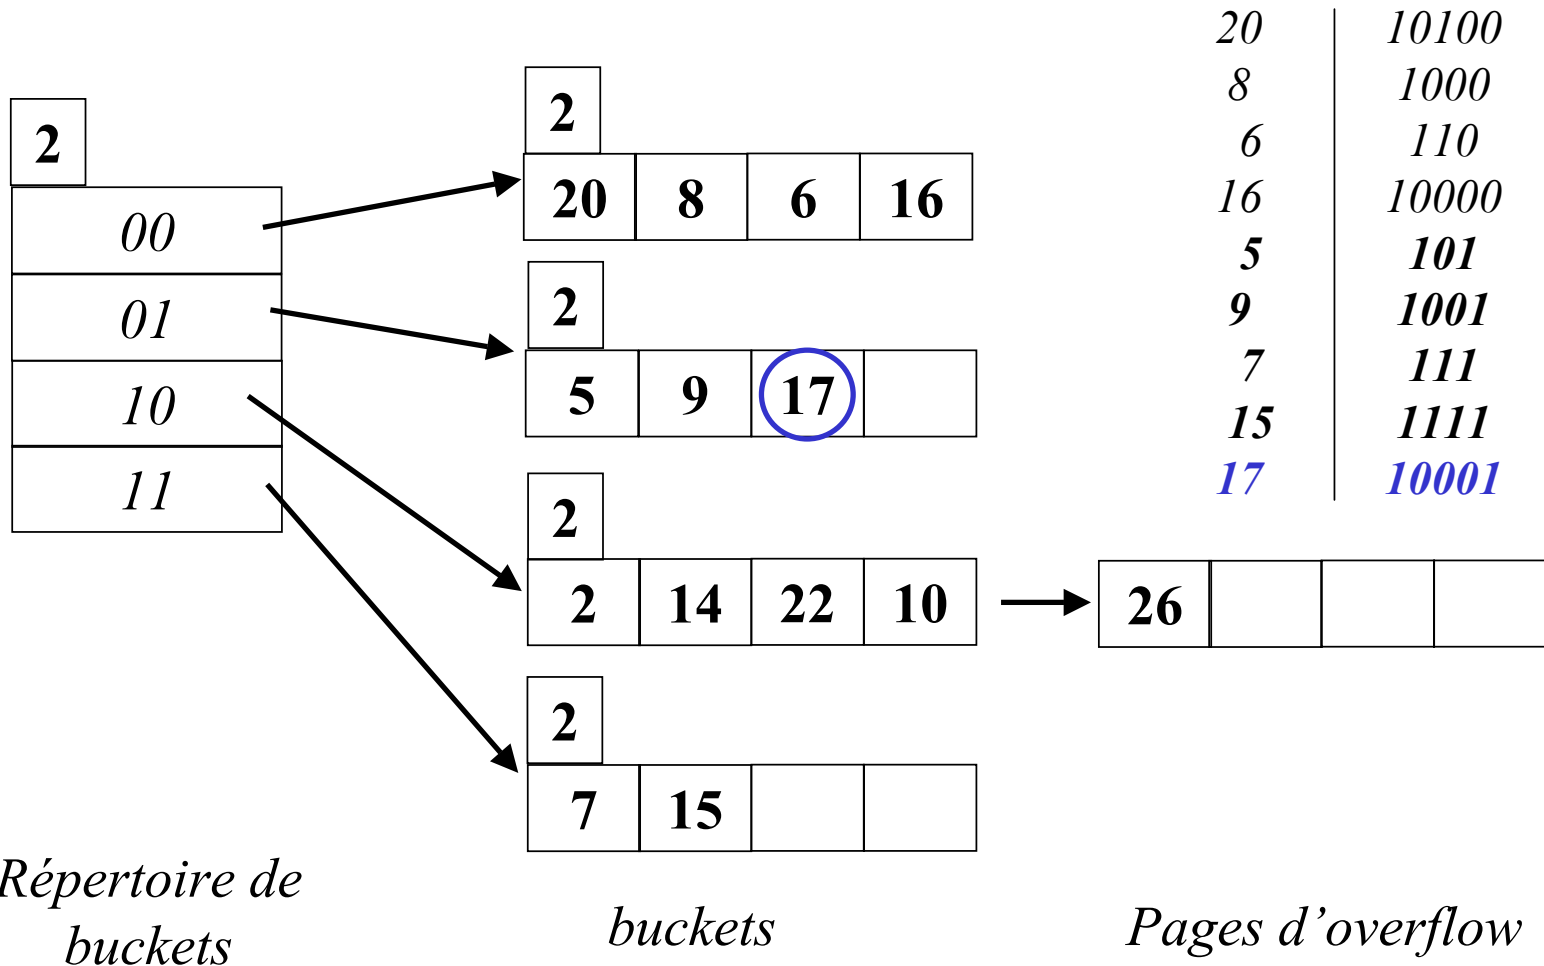 20 10100
8 1000
6 110
16 10000
5 101
9 1001
7 111
15 1111
17 10001
2
00
01
10
11
2
20 8 6 16
2
5 9 17
2
2 14 22 10
26
2
7 15
Répertoire de
buckets
buckets
Pages d’overflow